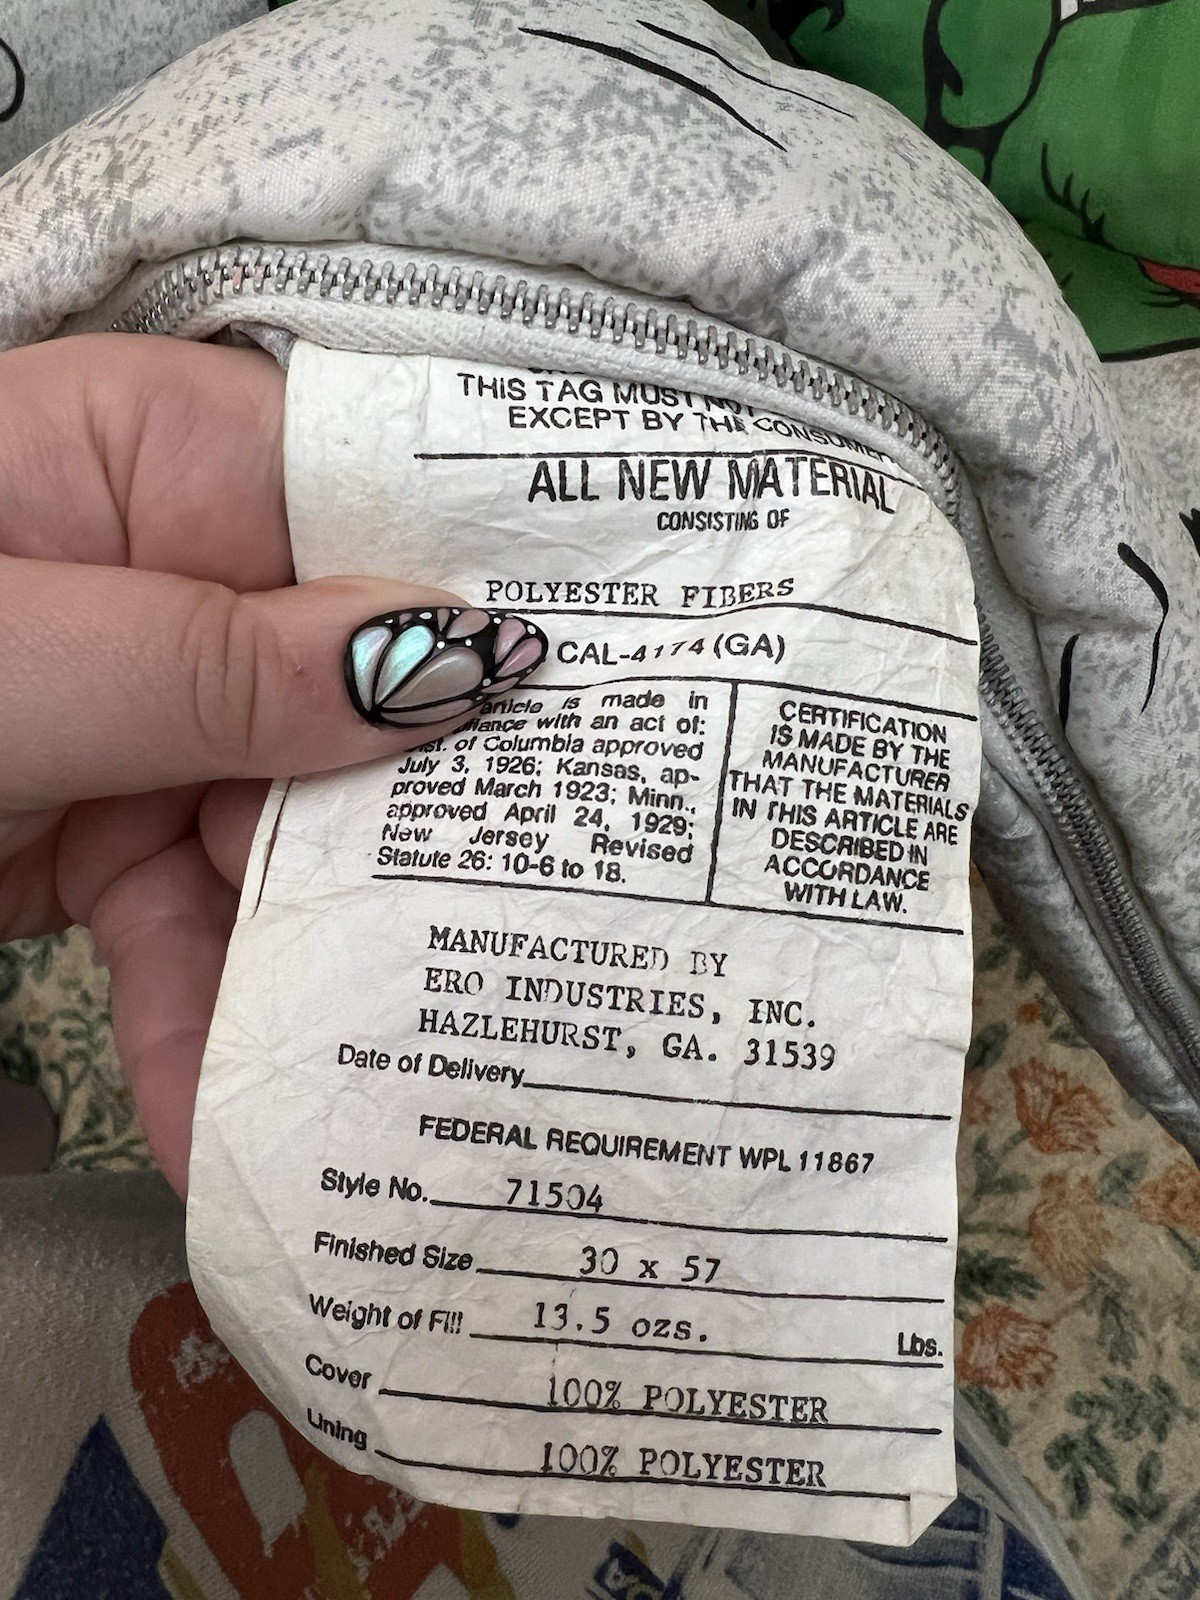 THIS TAG MUST NOT
EXCEPT BY THE CONSUMER
ALL NEW MATERIAL
CONSISTING OF
POLYESTER FIBERS
CAL-4174 (GA)
article is made in
with an act of:
Dist. of Columbia approved
July 3, 1926; Kansas, ap-
proved March 1923; Minn.,
approved April 24, 1929;
New Jersey Revised
Statute 26: 10-6 to 18.
CERTIFICATION
IS MADE BY THE
MANUFACTURER
THAT THE MATERIALS
IN THIS ARTICLE ARE
DESCRIBED IN
ACCORDANCE
WITH LAW.
MANUFACTURED BY
ERO INDUSTRIES, INC.
HAZLEHURST, GA. 31539
Date of Delivery
FEDERAL REQUIREMENT WPL 11867
Style No. 71504
Finished Size 30 x 57
Weight of Fill 13.5 ozs. Lbs.
Cover 100% POLYESTER
Lining 100% POLYESTER